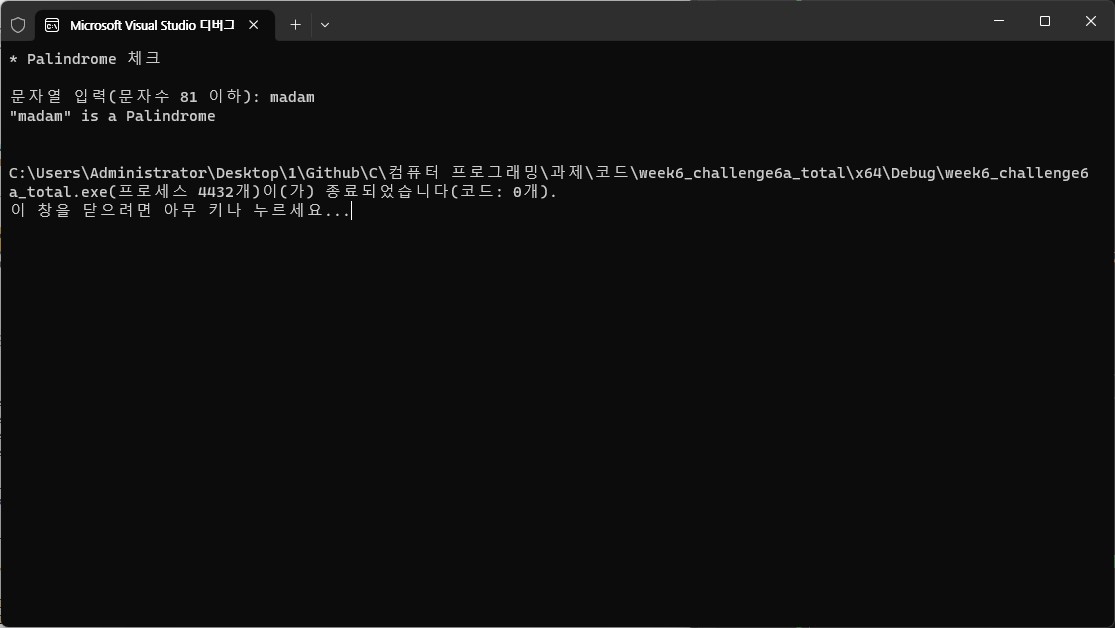 Microsoft Visual Studio 디버그
* Palindrome 체크
문자열 입력(문자수 81 이하): madam
"madam" is a Palindrome
C:\Users\Administrator\Desktop\1\Github\C\컴퓨터 프로그래밍\과제\코드\week6_challenge6a_total\x64\Debug\week6_challenge6
a_total.exe(프로세스 4432개)이(가) 종료되었습니다(코드: 0개).
이 창을 닫으려면 아무 키나 누르세요...